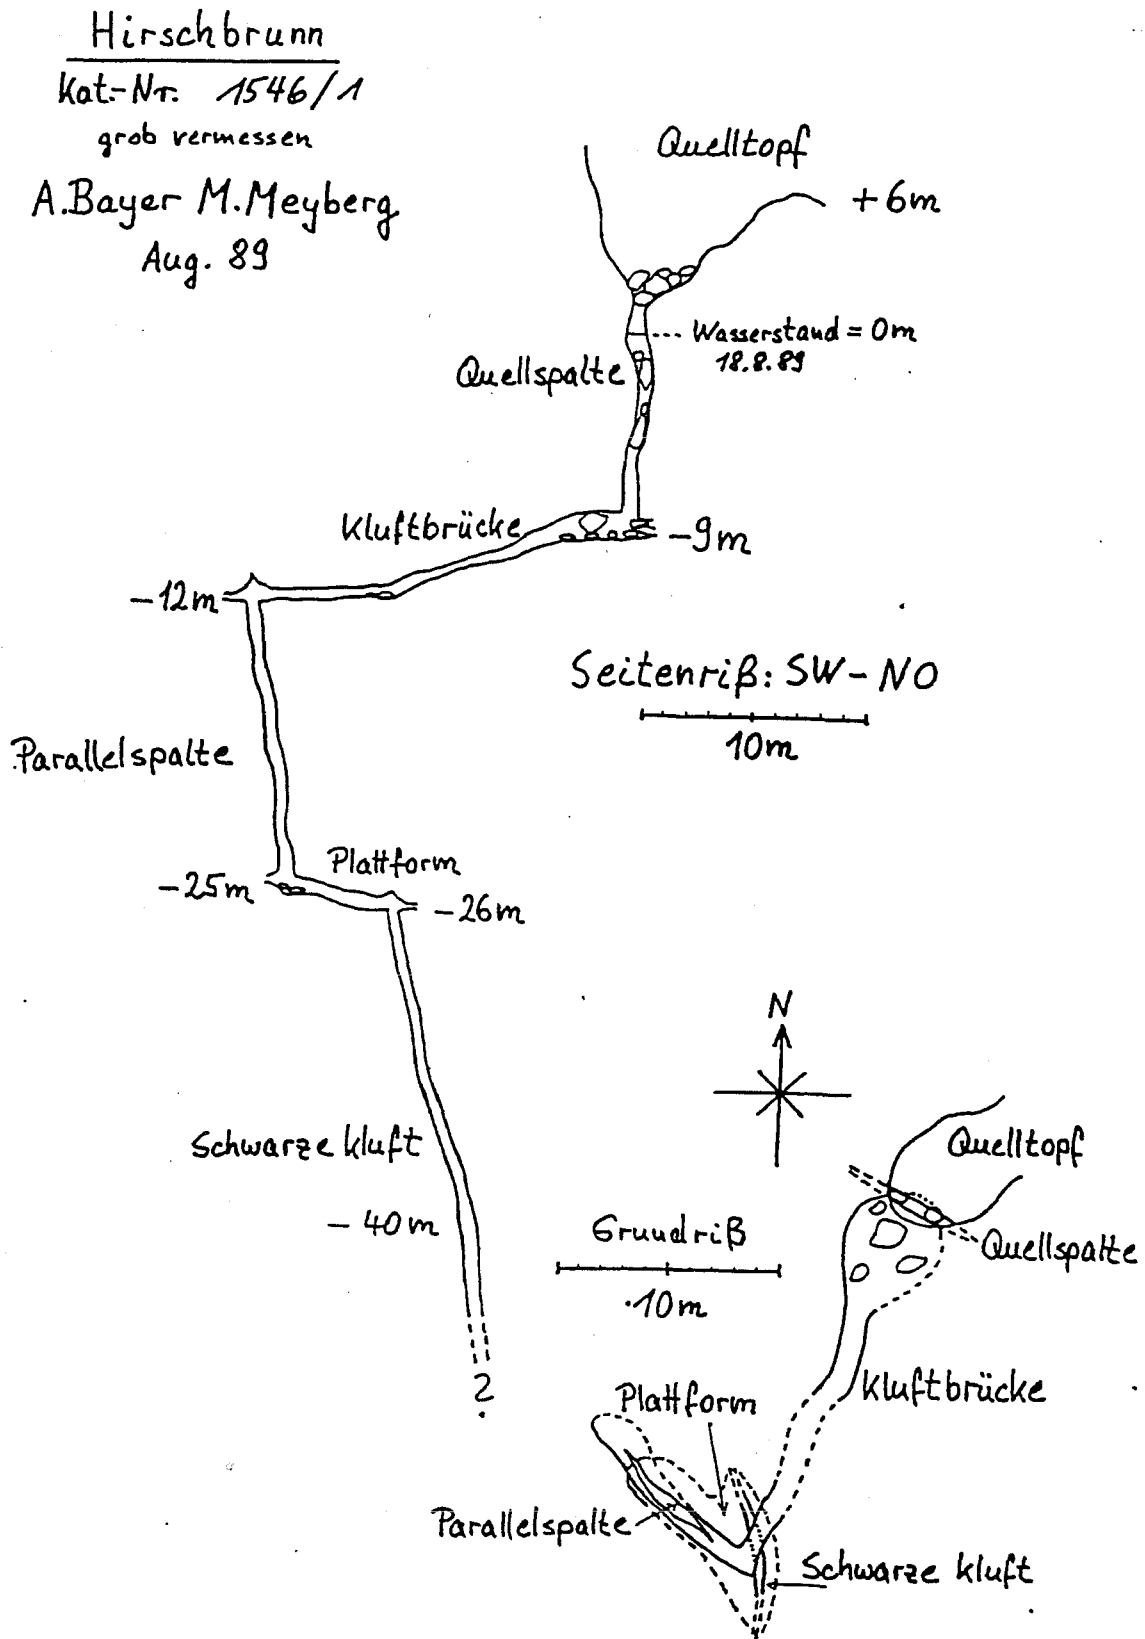 Hirschbrunn
Kat.-Nr. 1546/1
grob vermessen
A.Bayer M.Meyberg
Aug. 89
Quelltopf
+6m
Wasserstand = 0m
18.8.89
Quellspalte
Kluftbrücke
-9m
-12m
Seitenriß: SW-NO
10m
Parallelspalte
Plattform
-25m
-26m
N
Schwarze Kluft
-40m
?
Grundriß
10m
Quelltopf
Quellspalte
Kluftbrücke
Plattform
Parallelspalte
Schwarze Kluft